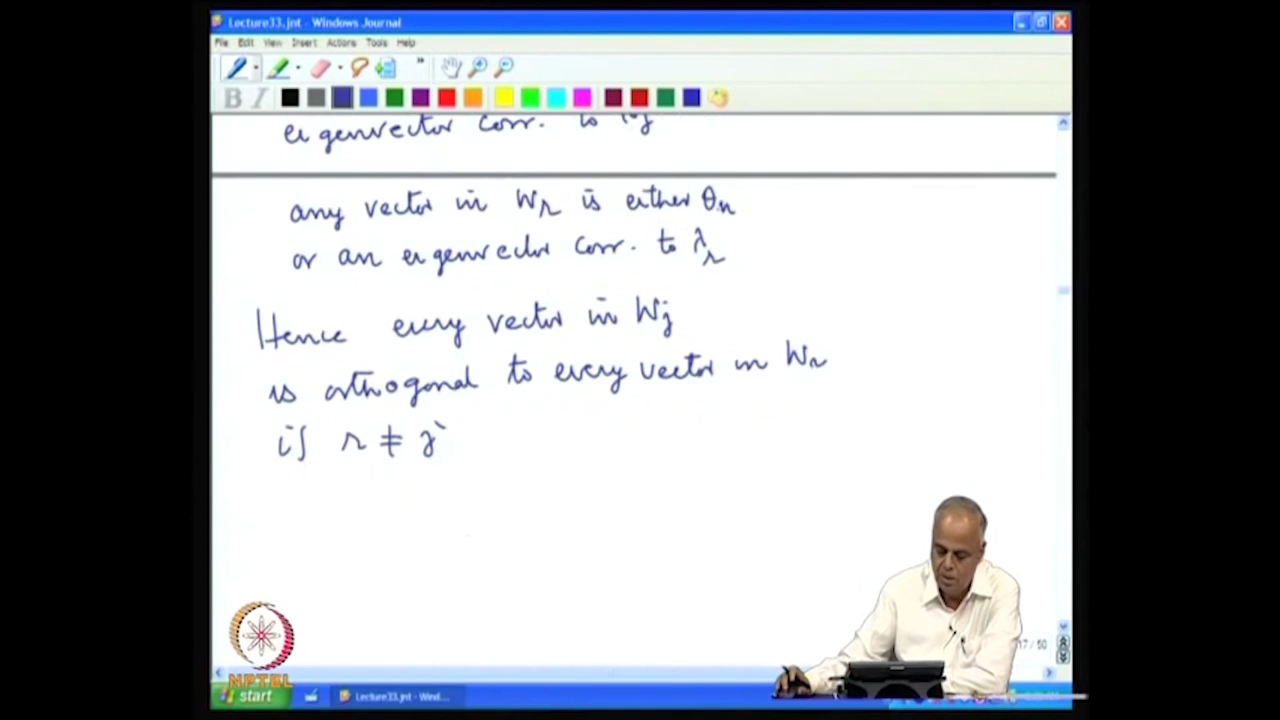 Lecture33.jnt - Windows Journal
File Edit View Insert Actions Tools Help
B I
eigenvector corr. to
any vector in Wr is either θn
or an eigenvector corr. to λr
Hence every vector in Wj
is orthogonal to every vector in Wr
if r ≠ j
17 / 50
NPTEL
start Lecture33.jnt - Wind...